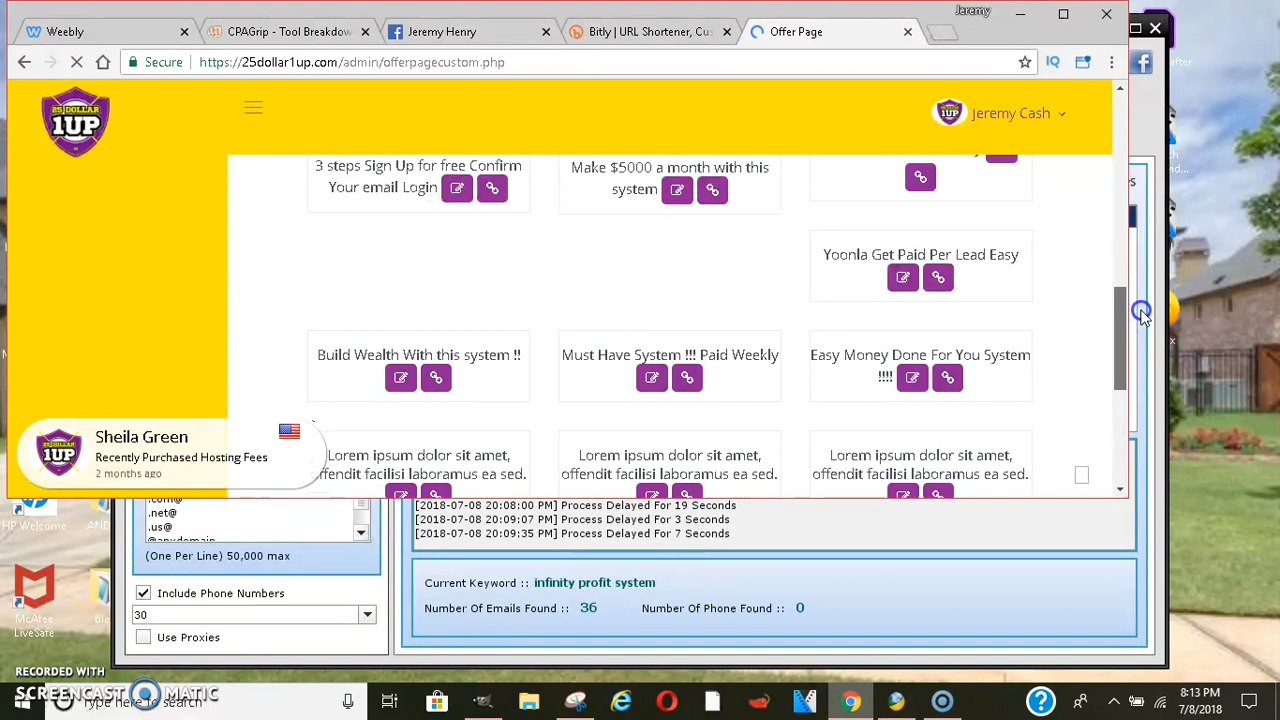 Jeremy
Weekly
CPAGrip - Tool Breakdow
Jeremy Henry
Bitly | URL Shortener, Cu
Offer Page
Secure
https://25dollar1up.com/admin/offerpagecustom.php
IQ
25 DOLLAR
1UP
Jeremy Cash
3 steps Sign Up for free Confirm
Your email Login
Make $5000 a month with this
system
Yoonla Get Paid Per Lead Easy
Build Wealth With this system !!
Must Have System !!! Paid Weekly
Easy Money Done For You System
!!!!
Sheila Green
Recently Purchased Hosting Fees
2 months ago
Lorem ipsum dolor sit amet,
offendit facilisi laboramus ea sed.
Lorem ipsum dolor sit amet,
offendit facilisi laboramus ea sed.
Lorem ipsum dolor sit amet,
offendit facilisi laboramus ea sed.
HP Welcome
.net@
.us@
@anydomain
(One Per Line) 50,000 max
[2018-07-08 20:08:00 PM] Process Delayed For 19 Seconds
[2018-07-08 20:09:07 PM] Process Delayed For 3 Seconds
[2018-07-08 20:09:35 PM] Process Delayed For 7 Seconds
Include Phone Numbers
30
Use Proxies
Current Keyword :: infinity profit system
Number Of Emails Found :: 36
Number Of Phone Found :: 0
McAfee
LiveSafe
RECORDED WITH
SCREENCAST MATIC
Type here to search
8:13 PM
7/8/2018